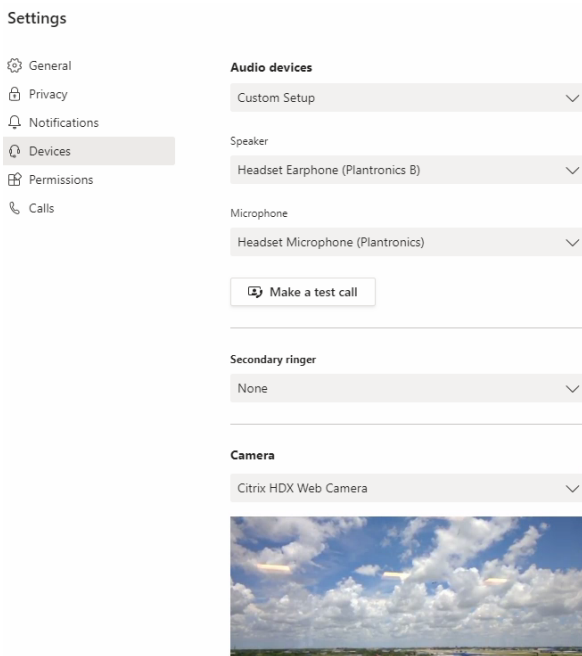 Settings
General
Privacy
Notifications
Devices
Permissions
Calls
Audio devices
Custom Setup
Speaker
Headset Earphone (Plantronics B)
Microphone
Headset Microphone (Plantronics)
Make a test call
Secondary ringer
None
Camera
Citrix HDX Web Camera